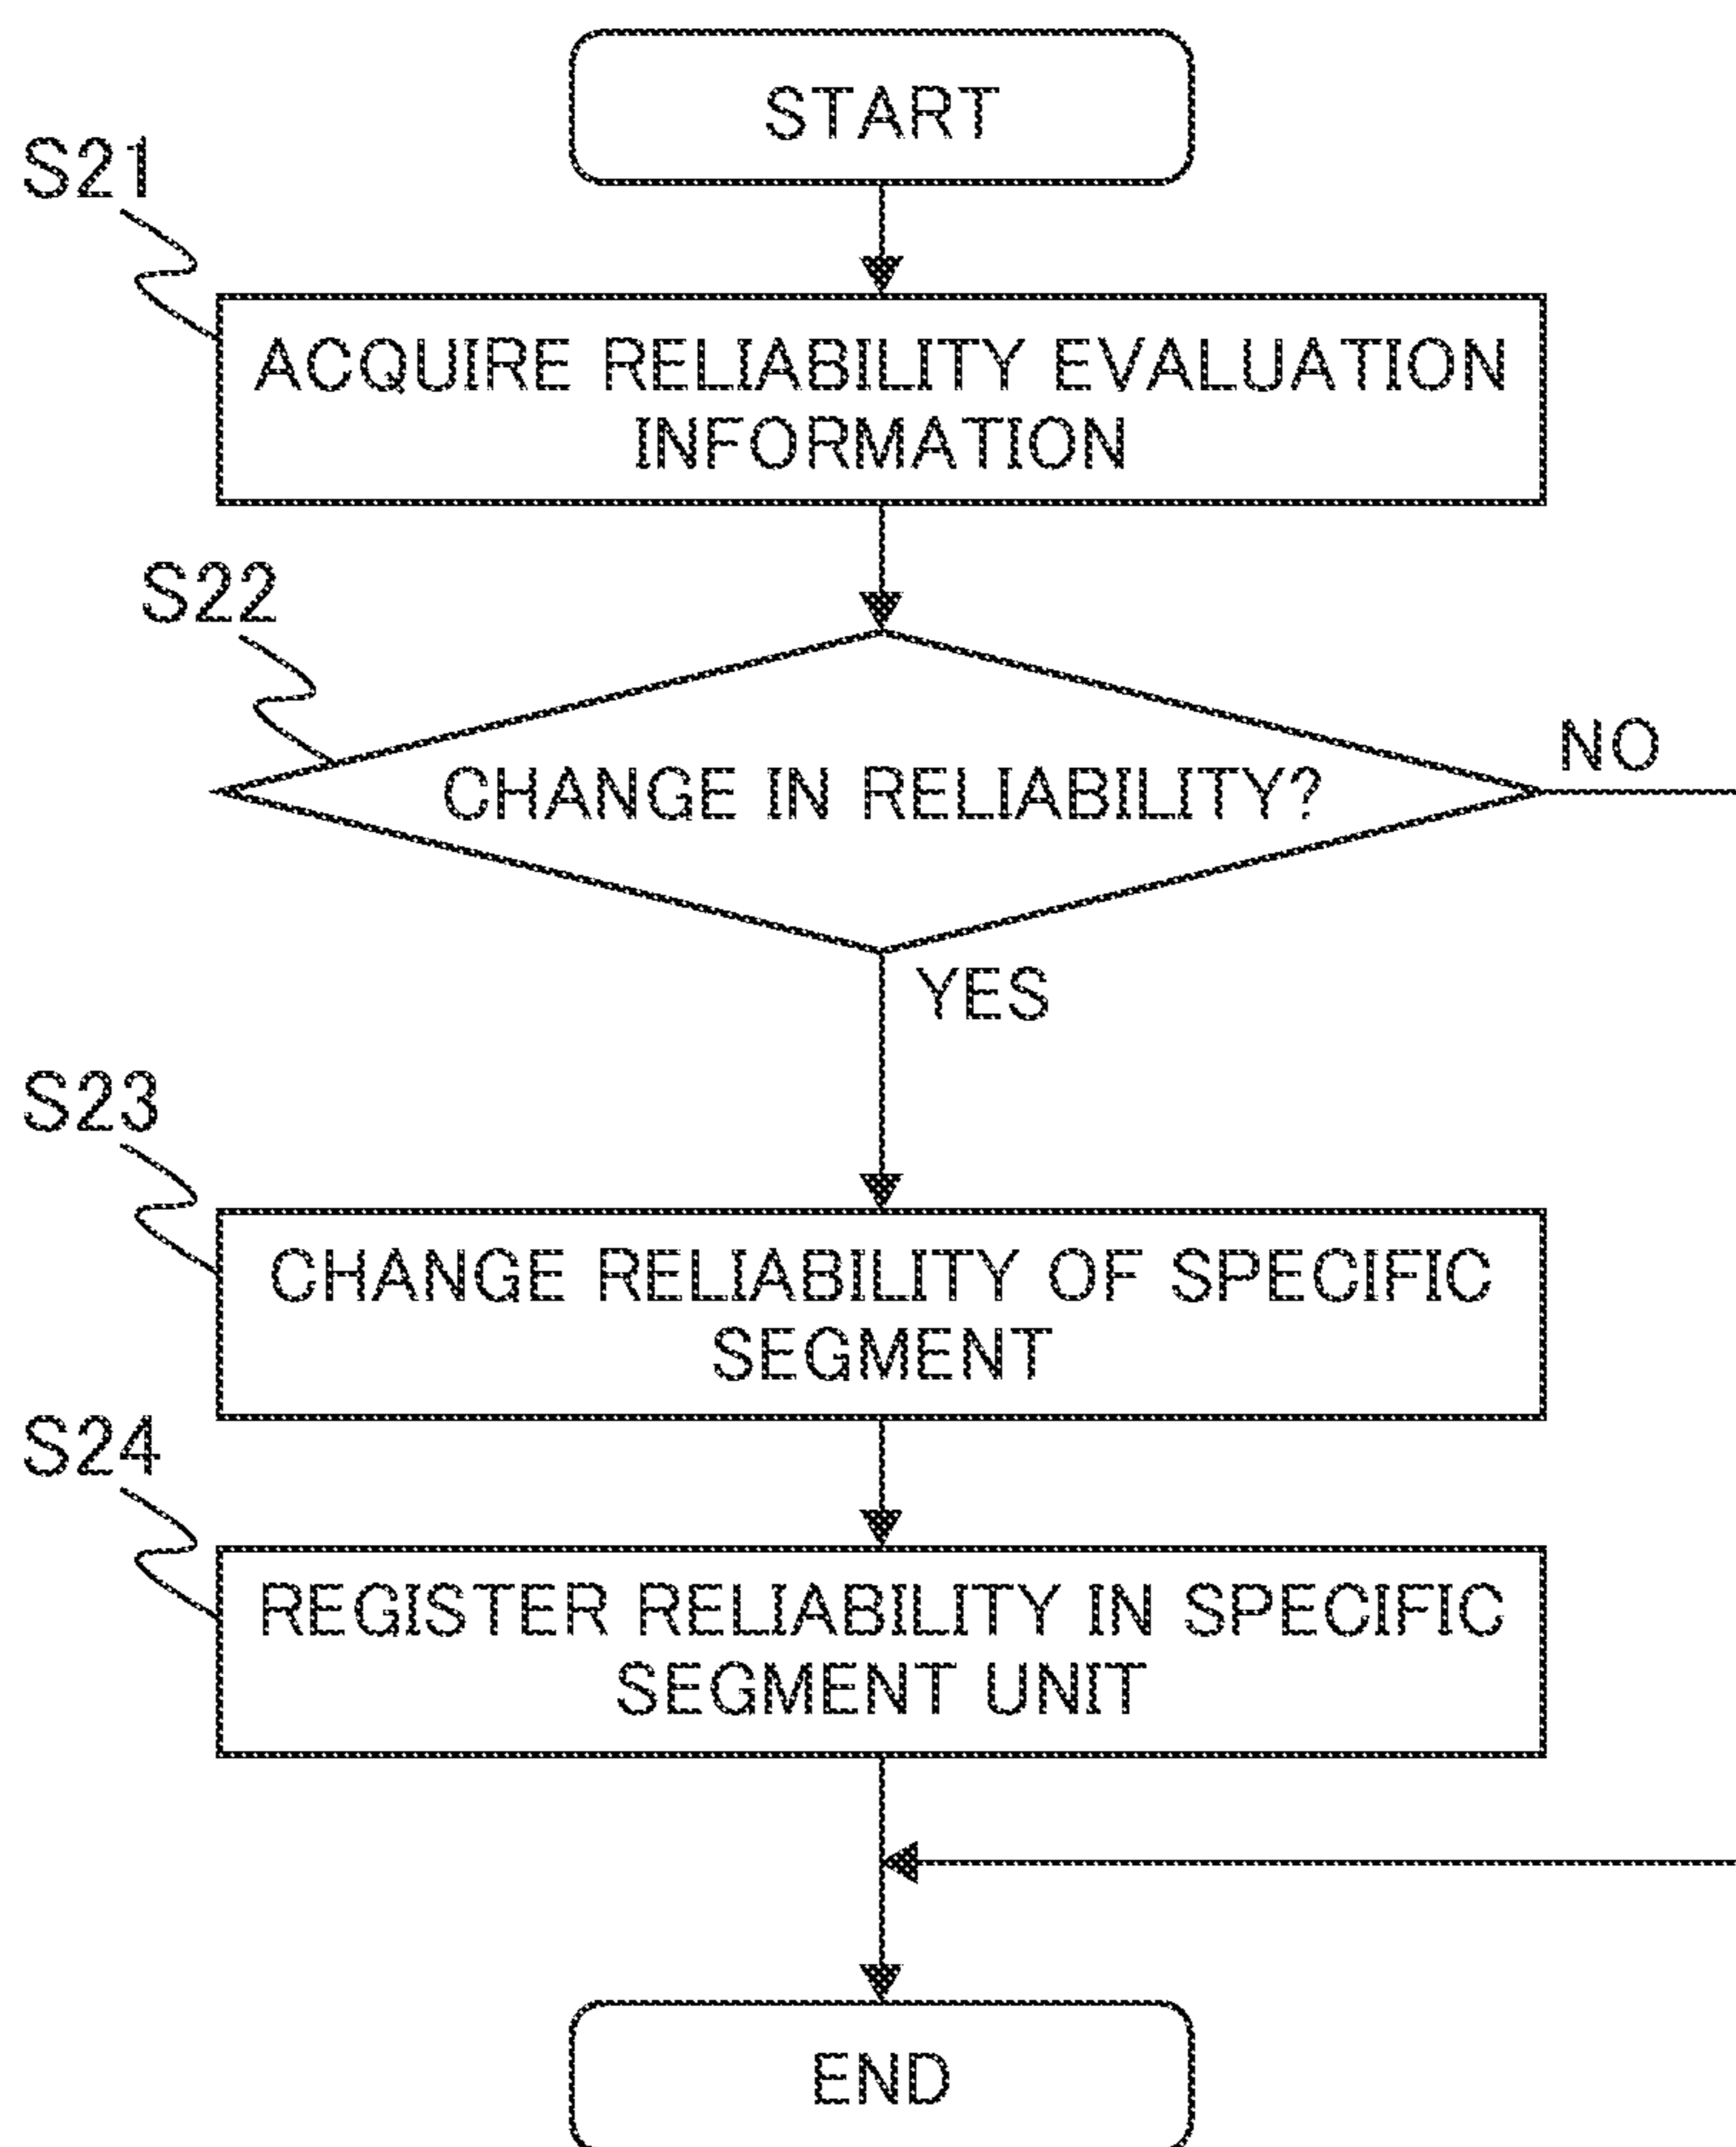 START
S21
ACQUIRE RELIABILITY EVALUATION
INFORMATION
S22
CHANGE IN RELIABILITY?
NO
YES
S23
CHANGE RELIABILITY OF SPECIFIC
SEGMENT
S24
REGISTER RELIABILITY IN SPECIFIC
SEGMENT UNIT
END